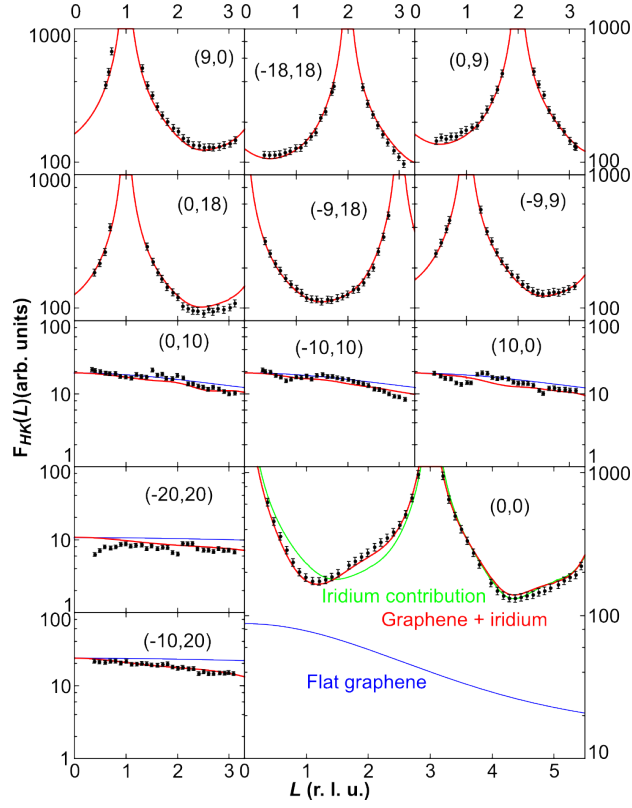 0 1 2 3 0 1 2 3 0 1 2 3
1000 (9,0) (-18,18) (0,9) 1000
100 100
1000 (0,18) (-9,18) (-9,9) 1000
100 100
F_HK(L)(arb. units)
100 (0,10) (-10,10) (10,0) 100
10 10
1 1
100 (-20,20) (0,0) 1000
10
Iridium contribution
1 Graphene + iridium 100
100 (-10,20)
Flat graphene
10
1 10
0 1 2 3 0 1 2 3 4 5
L (r. l. u.)